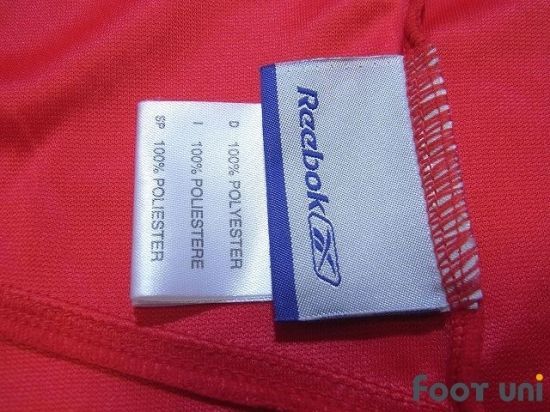 Reebok
D 100% POLYESTER
I 100% POLIESTERE
SP 100% POLIESTER
FOOT UNi